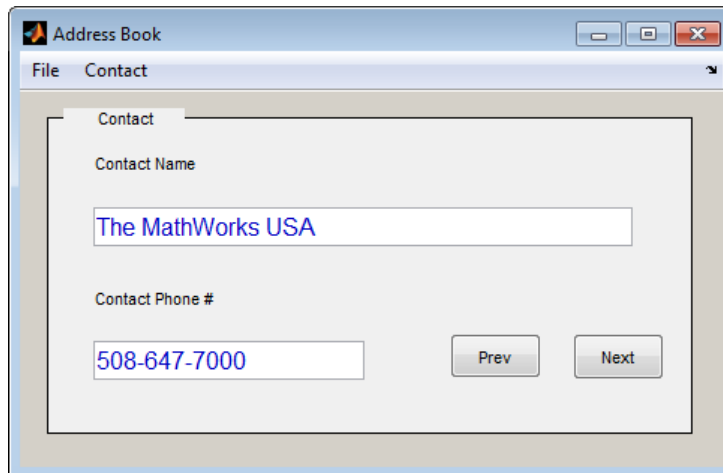 Address Book
File Contact
Contact
Contact Name
The MathWorks USA
Contact Phone #
508-647-7000
Prev Next